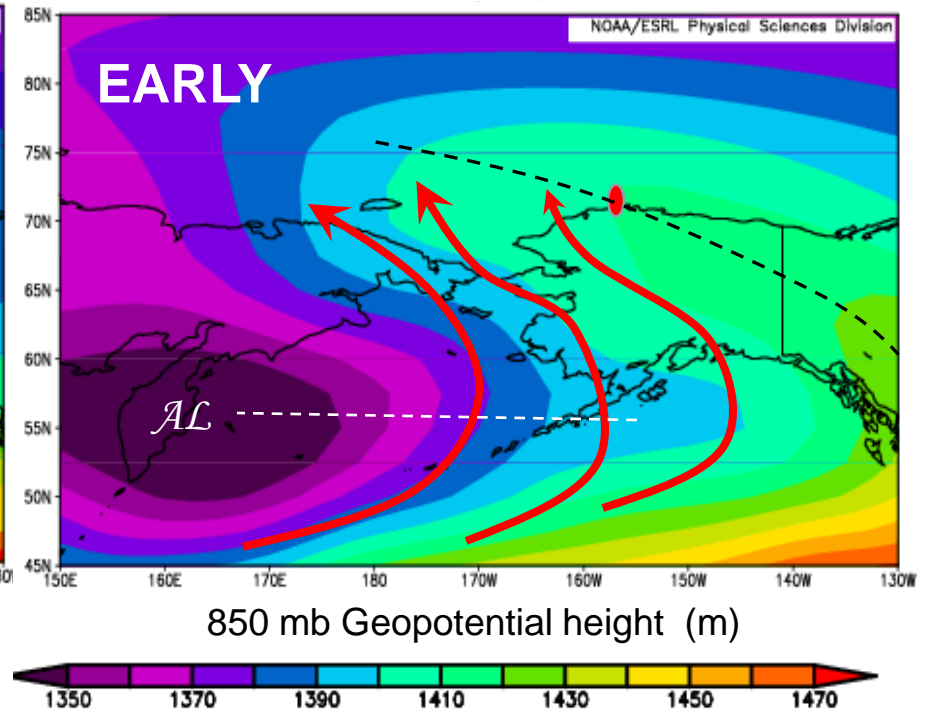 NOAA/ESRL Physical Sciences Division
EARLY
85N
80N
75N
70N
65N
60N
55N
50N
45N
AL
150E 160E 170E 180 170W 160W 150W 140W 130W
850 mb Geopotential height (m)
1350 1370 1390 1410 1430 1450 1470